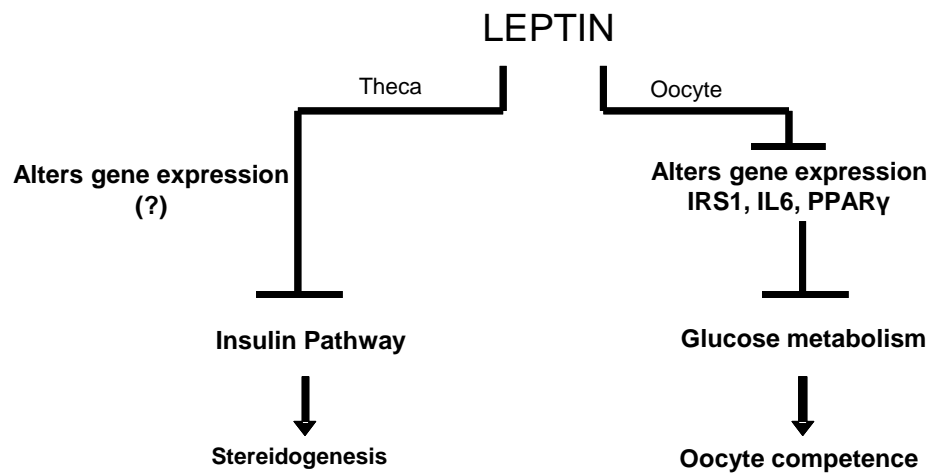 LEPTIN
Theca
Oocyte
Alters gene expression
(?)
Alters gene expression
IRS1, IL6, PPARγ
Insulin Pathway
Glucose metabolism
Stereidogenesis
Oocyte competence